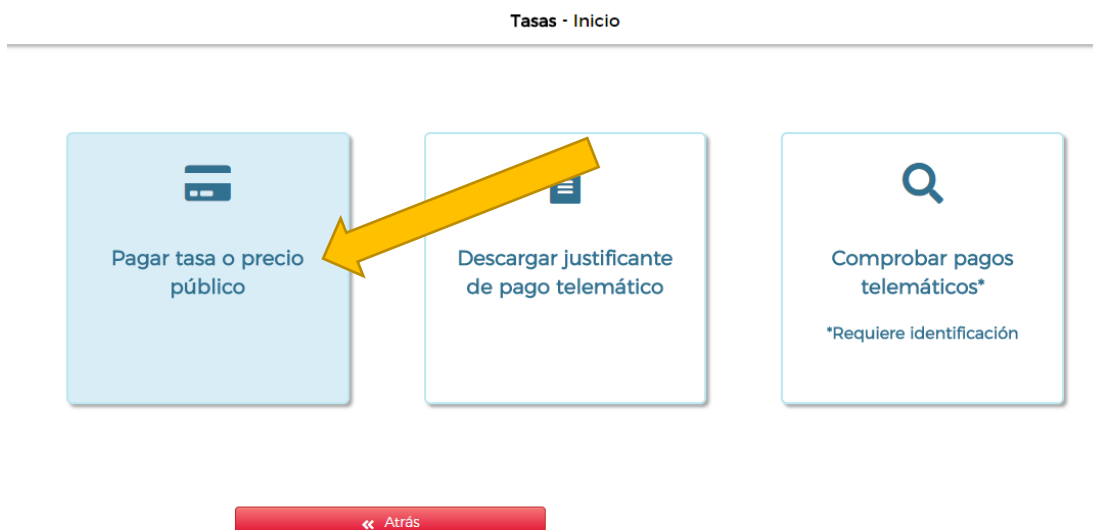 Tasas - Inicio
Pagar tasa o precio
público
Descargar justificante
de pago telemático
Comprobar pagos
telemáticos*
*Requiere identificación
« Atrás